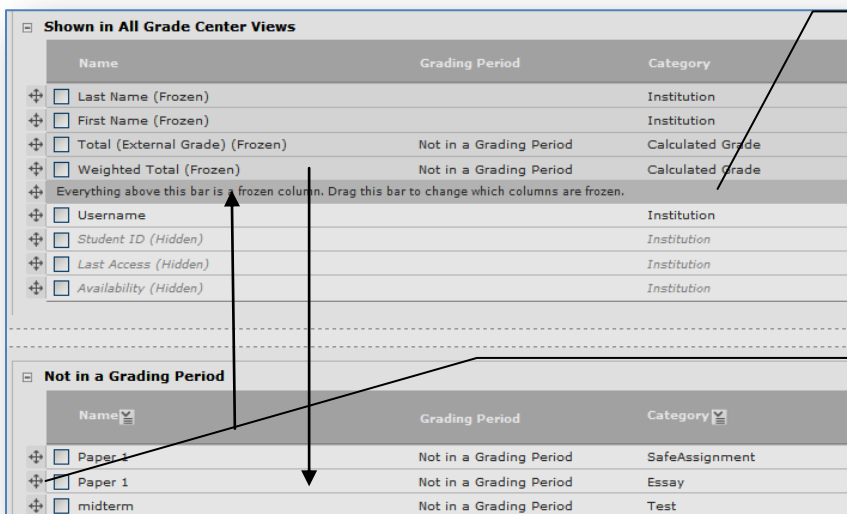 Shown in All Grade Center Views
Name Grading Period Category
Last Name (Frozen) Institution
First Name (Frozen) Institution
Total (External Grade) (Frozen) Not in a Grading Period Calculated Grade
Weighted Total (Frozen) Not in a Grading Period Calculated Grade
Everything above this bar is a frozen column. Drag this bar to change which columns are frozen.
Username Institution
Student ID (Hidden) Institution
Last Access (Hidden) Institution
Availability (Hidden) Institution
Not in a Grading Period
Name Grading Period Category
Paper 1 Not in a Grading Period SafeAssignment
Paper 1 Not in a Grading Period Essay
midterm Not in a Grading Period Test